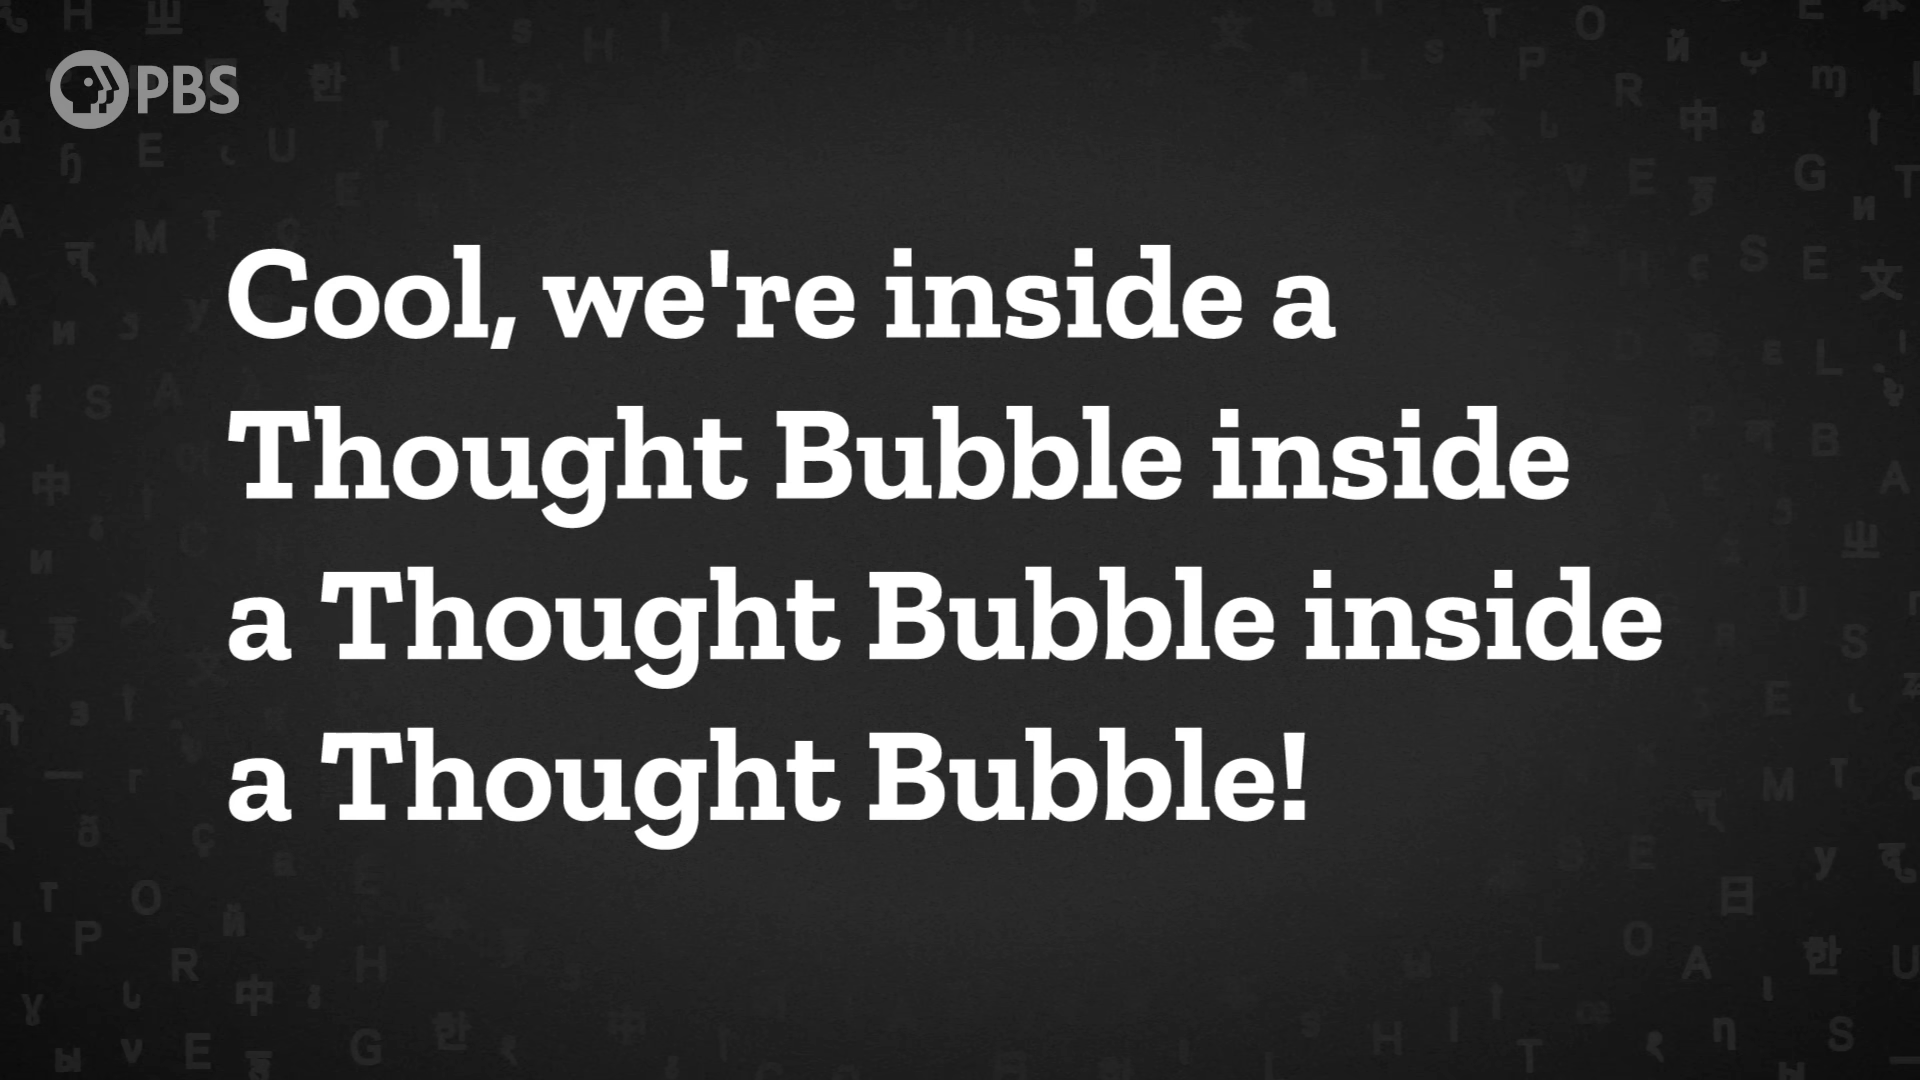 PBS
Cool, we're inside a
Thought Bubble inside
a Thought Bubble inside
a Thought Bubble!